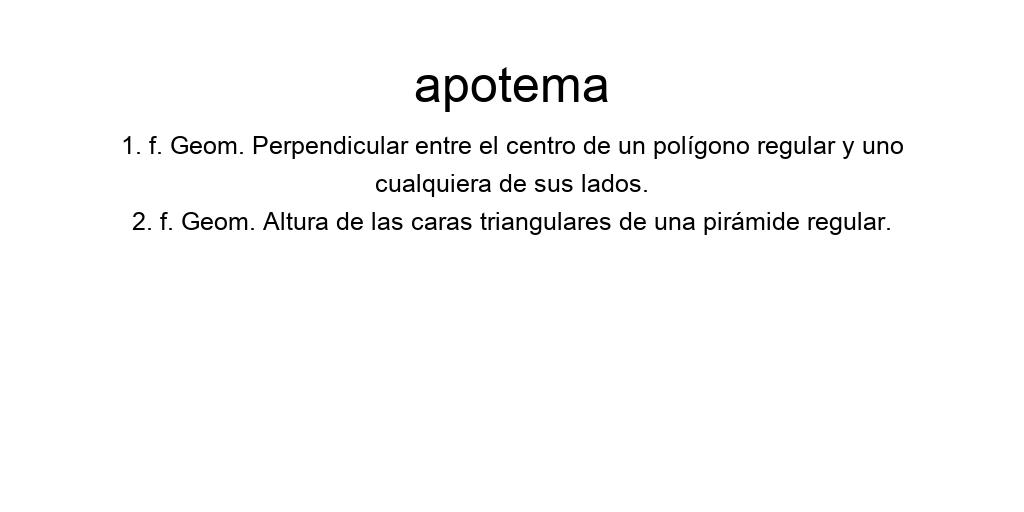 apotema
1. f. Geom. Perpendicular entre el centro de un polígono regular y uno
cualquiera de sus lados.
2. f. Geom. Altura de las caras triangulares de una pirámide regular.